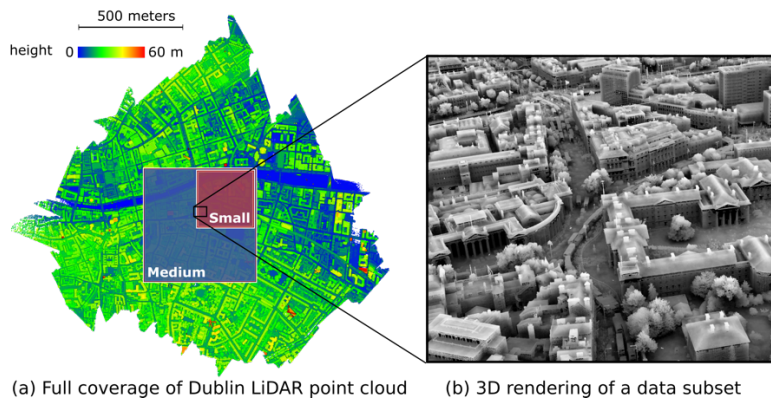 500 meters
height 0 60 m
Small
Medium
(a) Full coverage of Dublin LiDAR point cloud
(b) 3D rendering of a data subset